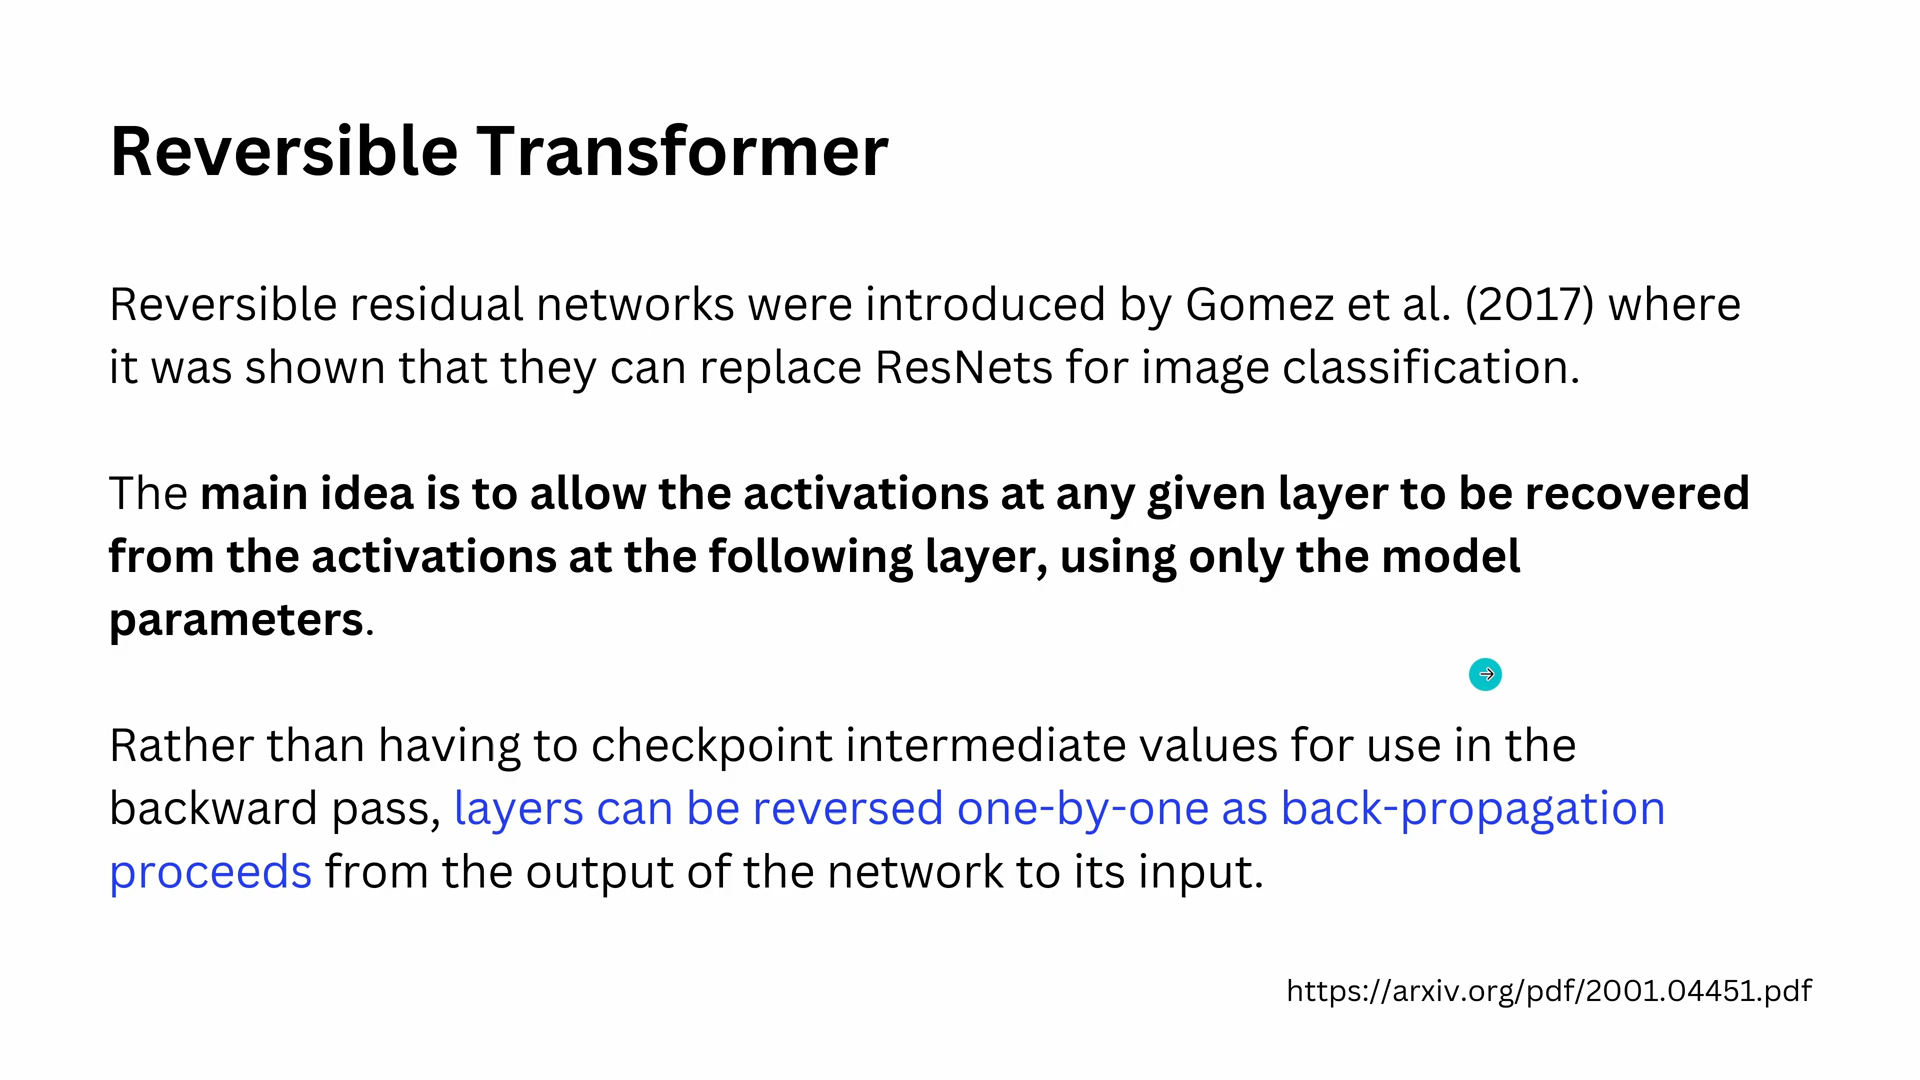 Reversible Transformer
Reversible residual networks were introduced by Gomez et al. (2017) where
it was shown that they can replace ResNets for image classification.
The main idea is to allow the activations at any given layer to be recovered
from the activations at the following layer, using only the model
parameters.
Rather than having to checkpoint intermediate values for use in the
backward pass, layers can be reversed one-by-one as back-propagation
proceeds from the output of the network to its input.
https://arxiv.org/pdf/2001.04451.pdf